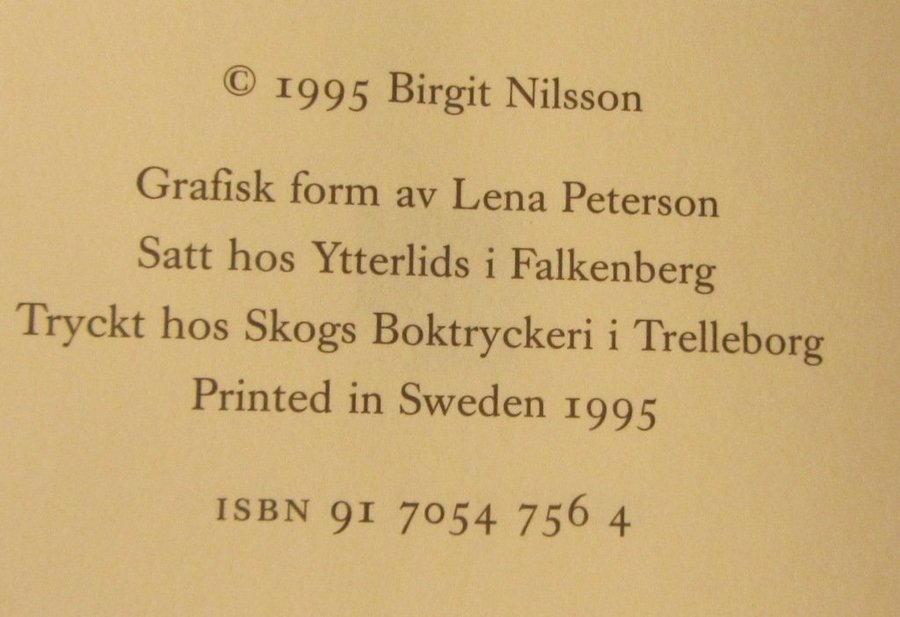 © 1995 Birgit Nilsson
Grafisk form av Lena Peterson
Satt hos Ytterlids i Falkenberg
Tryckt hos Skogs Boktryckeri i Trelleborg
Printed in Sweden 1995
ISBN 91 7054 756 4